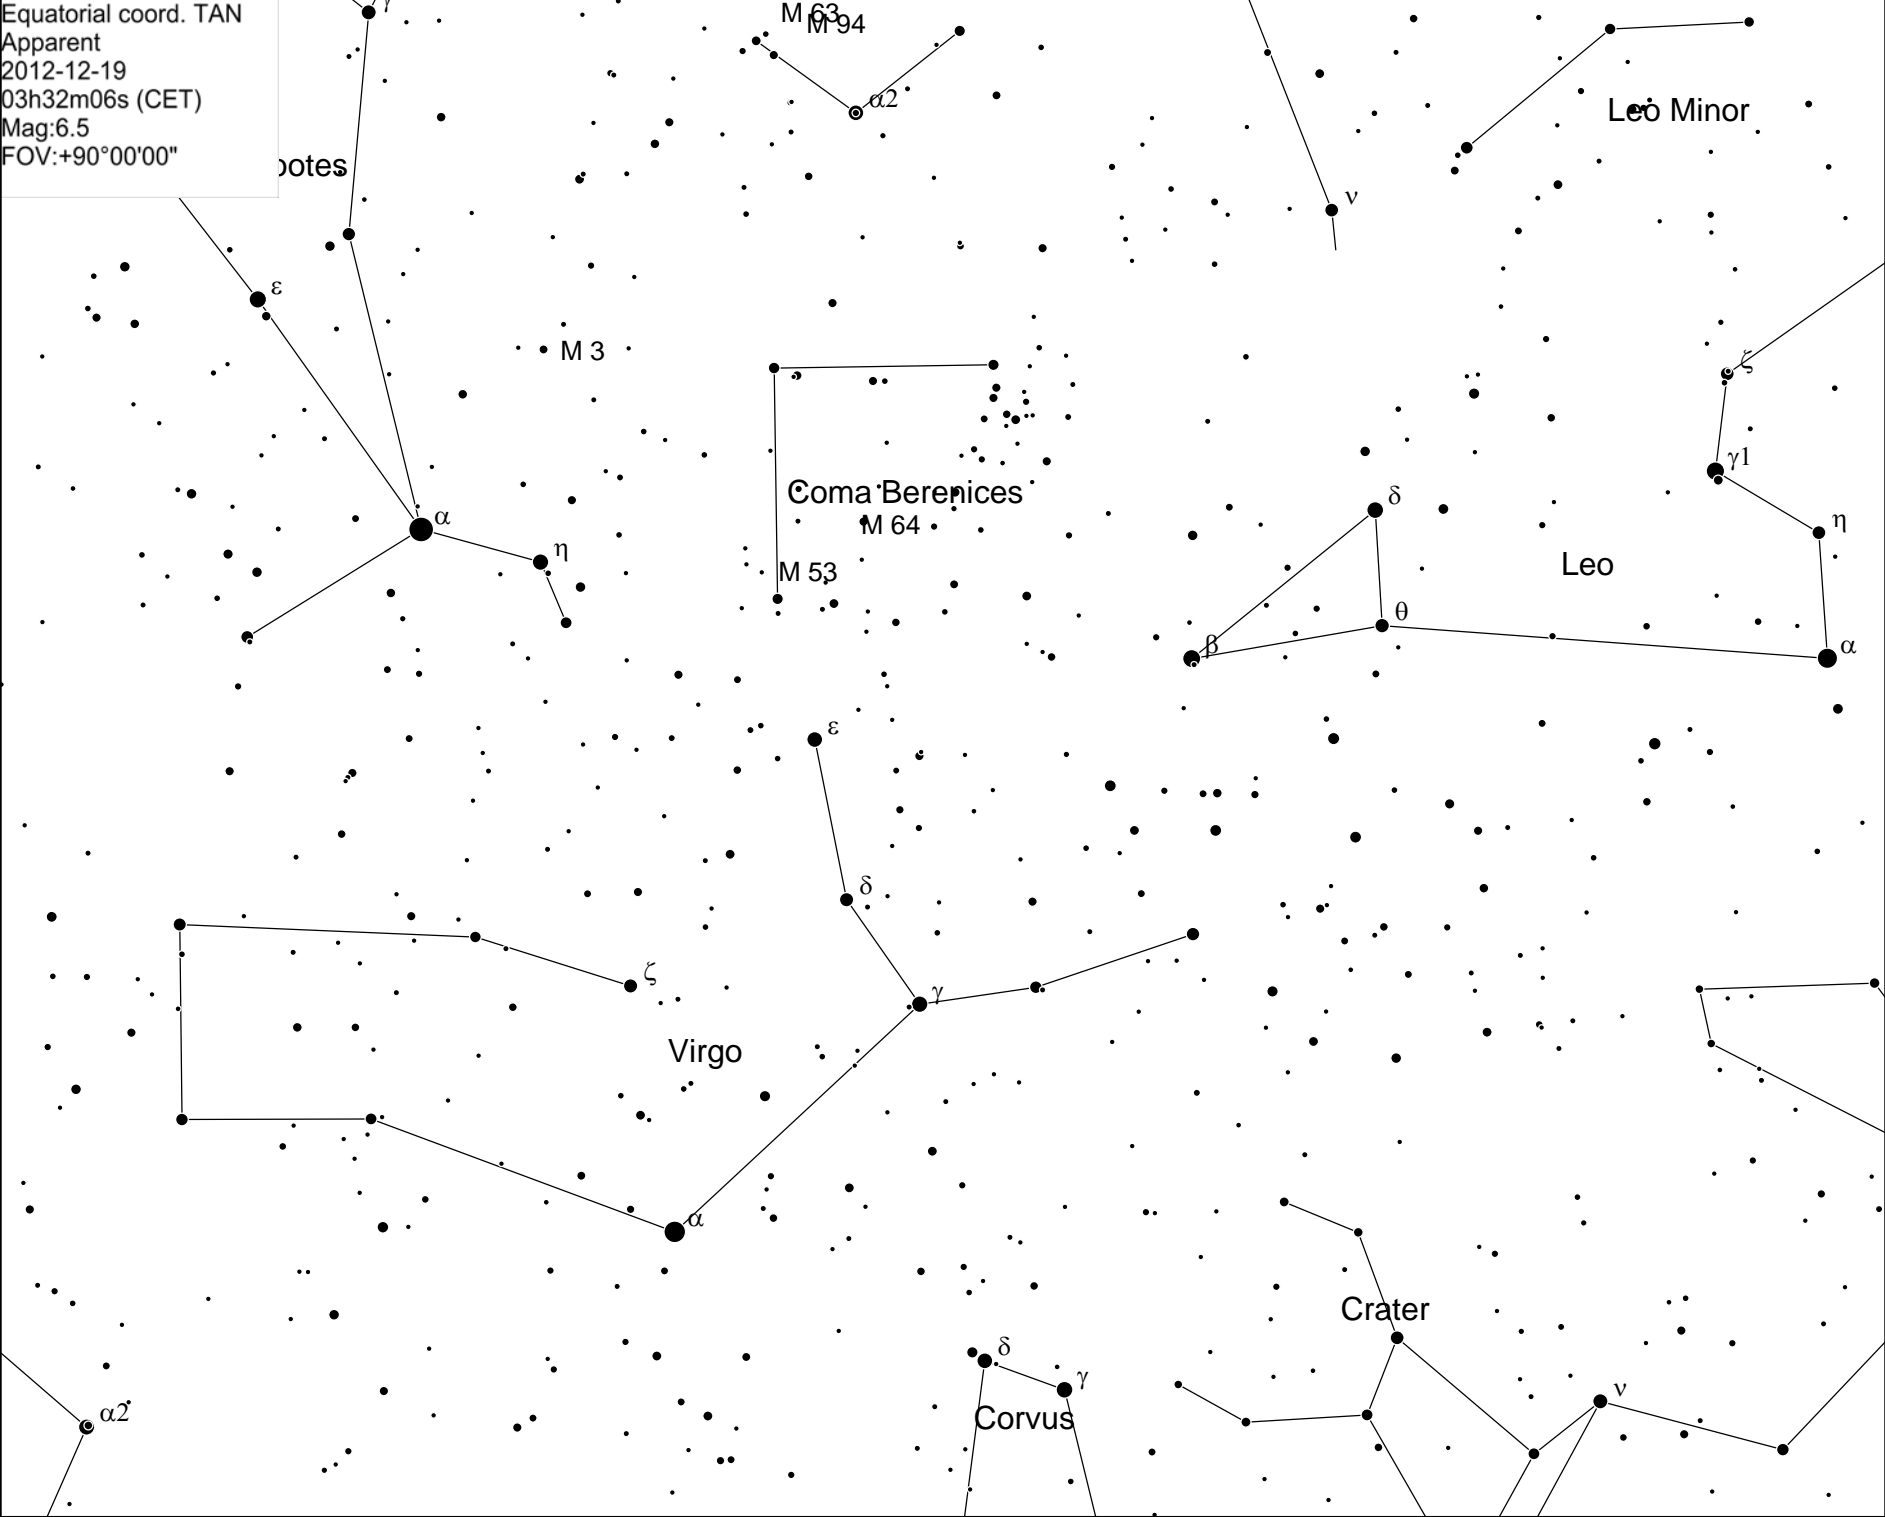 Equatorial coord. TAN
Apparent
2012-12-19
03h32m06s (CET)
Mag:6.5
FOV:+90°00'00"
γ
M 63
M 94
α2
Leo Minor
ootes
ν
ε
M 3
ζ
γ1
Coma Berenices
δ
α
M 64
η
η
Leo
M 53
θ
β
α
ε
δ
ζ
γ
Virgo
α
Crater
δ
γ
ν
α2
Corvus